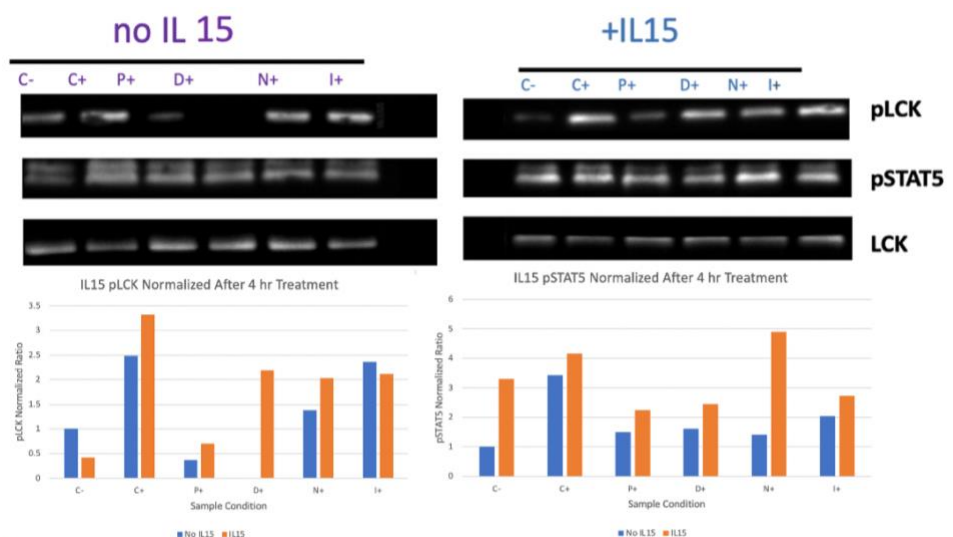 no IL 15
+IL15
C- C+ P+ D+ N+ I+
C- C+ P+ D+ N+ I+
pLCK
pSTAT5
LCK
IL15 pLCK Normalized After 4 hr Treatment
pLCK Normalized Ratio
3.5
3
2.5
2
1.5
1
0.5
0
C- C+ P+ D+ N+ I+
Sample Condition
No IL15 IL15
IL15 pSTAT5 Normalized After 4 hr Treatment
pSTAT5 Normalized Ratio
6
5
4
3
2
1
0
C- C+ P+ D+ N+ I+
Sample Condition
No IL15 IL15